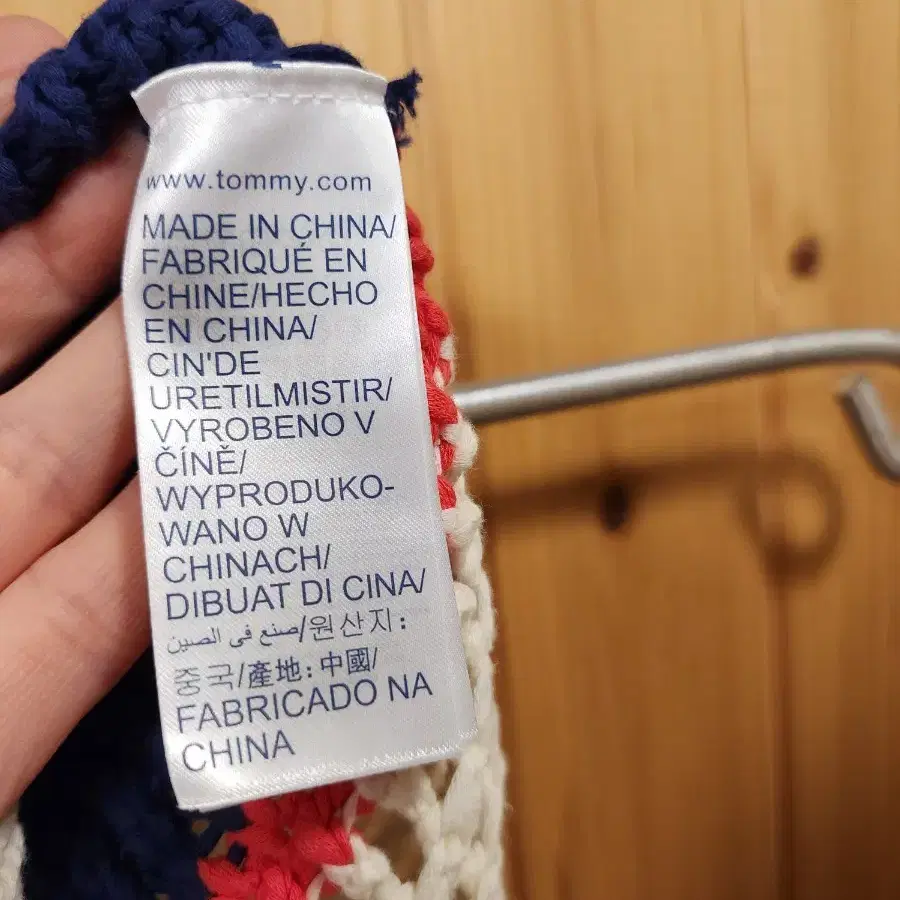 www.tommy.com
MADE IN CHINA/
FABRIQUÉ EN
CHINE/HECHO
EN CHINA/
CIN'DE
URETILMISTIR/
VYROBENO V
ČÍNĚ/
WYPRODUKO-
WANO W
CHINACH/
DIBUAT DI CINA/
صنع في الصين/원산지:
중국/產地:中國/
FABRICADO NA
CHINA